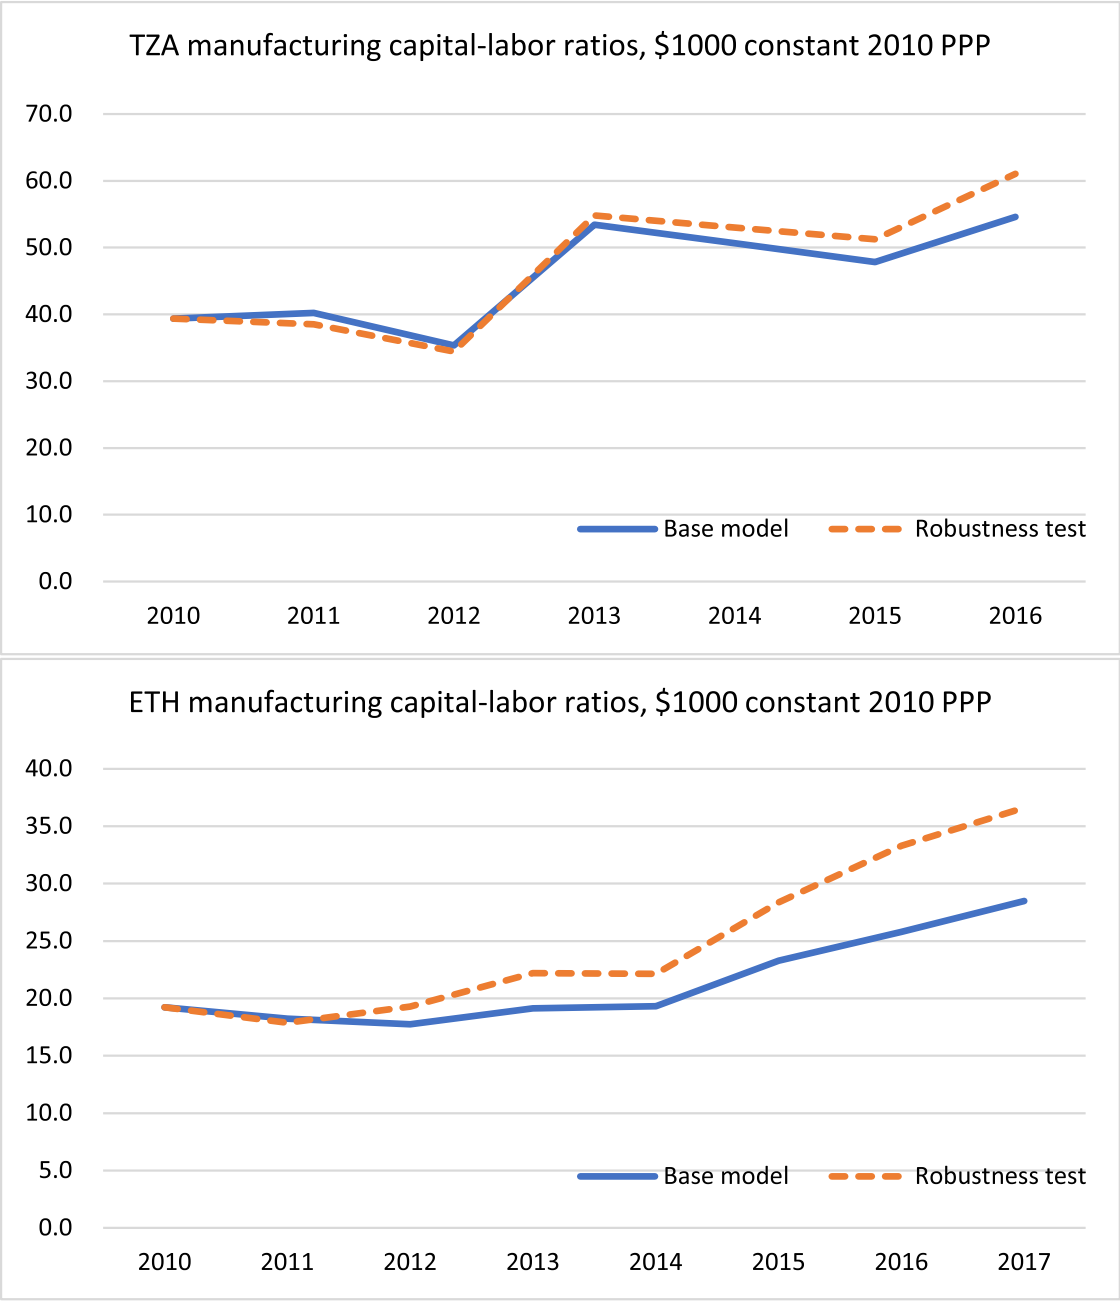 TZA manufacturing capital-labor ratios, $1000 constant 2010 PPP
70.0
60.0
50.0
40.0
30.0
20.0
10.0
0.0
Base model Robustness test
2010 2011 2012 2013 2014 2015 2016
ETH manufacturing capital-labor ratios, $1000 constant 2010 PPP
40.0
35.0
30.0
25.0
20.0
15.0
10.0
5.0
0.0
Base model Robustness test
2010 2011 2012 2013 2014 2015 2016 2017